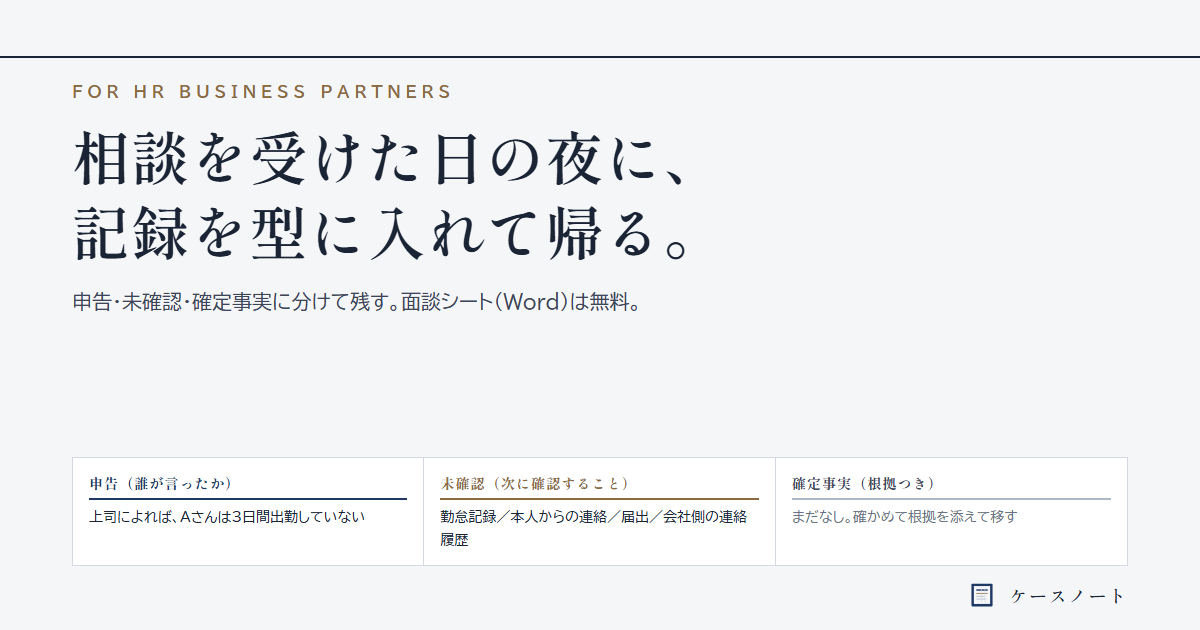 FOR HR BUSINESS PARTNERS
相談を受けた日の夜に、
記録を型に入れて帰る。
申告・未確認・確定事実に分けて残す。面談シート（Word）は無料。
申告（誰が言ったか）
上司によれば、Aさんは3日間出勤していない
未確認（次に確認すること）
勤怠記録／本人からの連絡／届出／会社側の連絡
履歴
確定事実（根拠つき）
まだなし。確かめて根拠を添えて移す
ケースノート